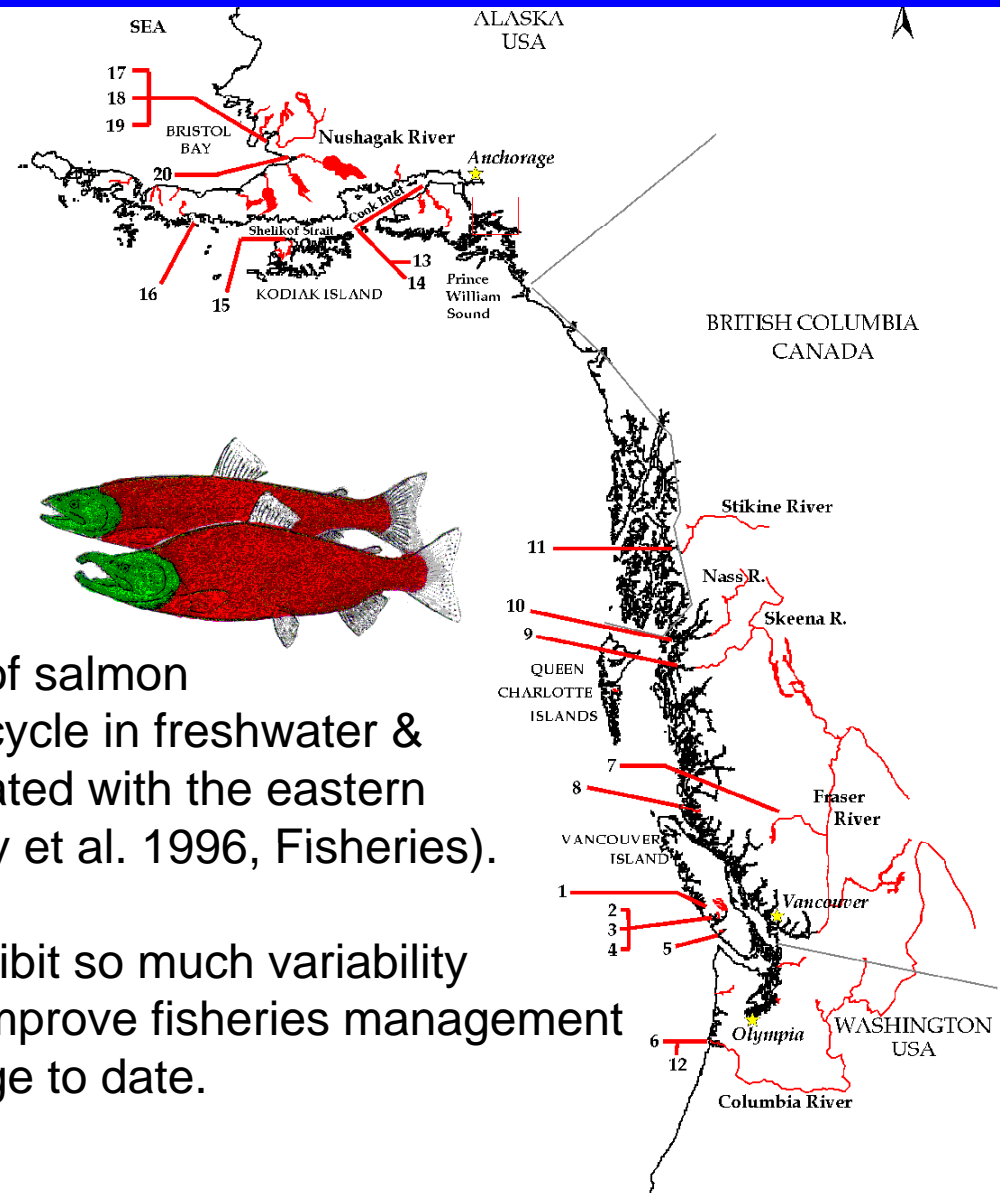 ALASKA
USA
SEA
17
18
19
BRISTOL
BAY
Nushagak River
Anchorage
20
Cook Inlet
Shelikof Strait
13
14
16
15
KODIAK ISLAND
Prince
William
Sound
BRITISH COLUMBIA
CANADA
Stikine River
11
Nass R.
10
Skeena R.
9
QUEEN
CHARLOTTE
ISLANDS
of salmon
cycle in freshwater &
ated with the eastern
y et al. 1996, Fisheries).
7
8
Fraser
River
VANCOUVER
ISLAND
1
2
3
4
5
Vancouver
ibit so much variability
mprove fisheries management
ge to date.
6
12
Olympia
WASHINGTON
USA
Columbia River